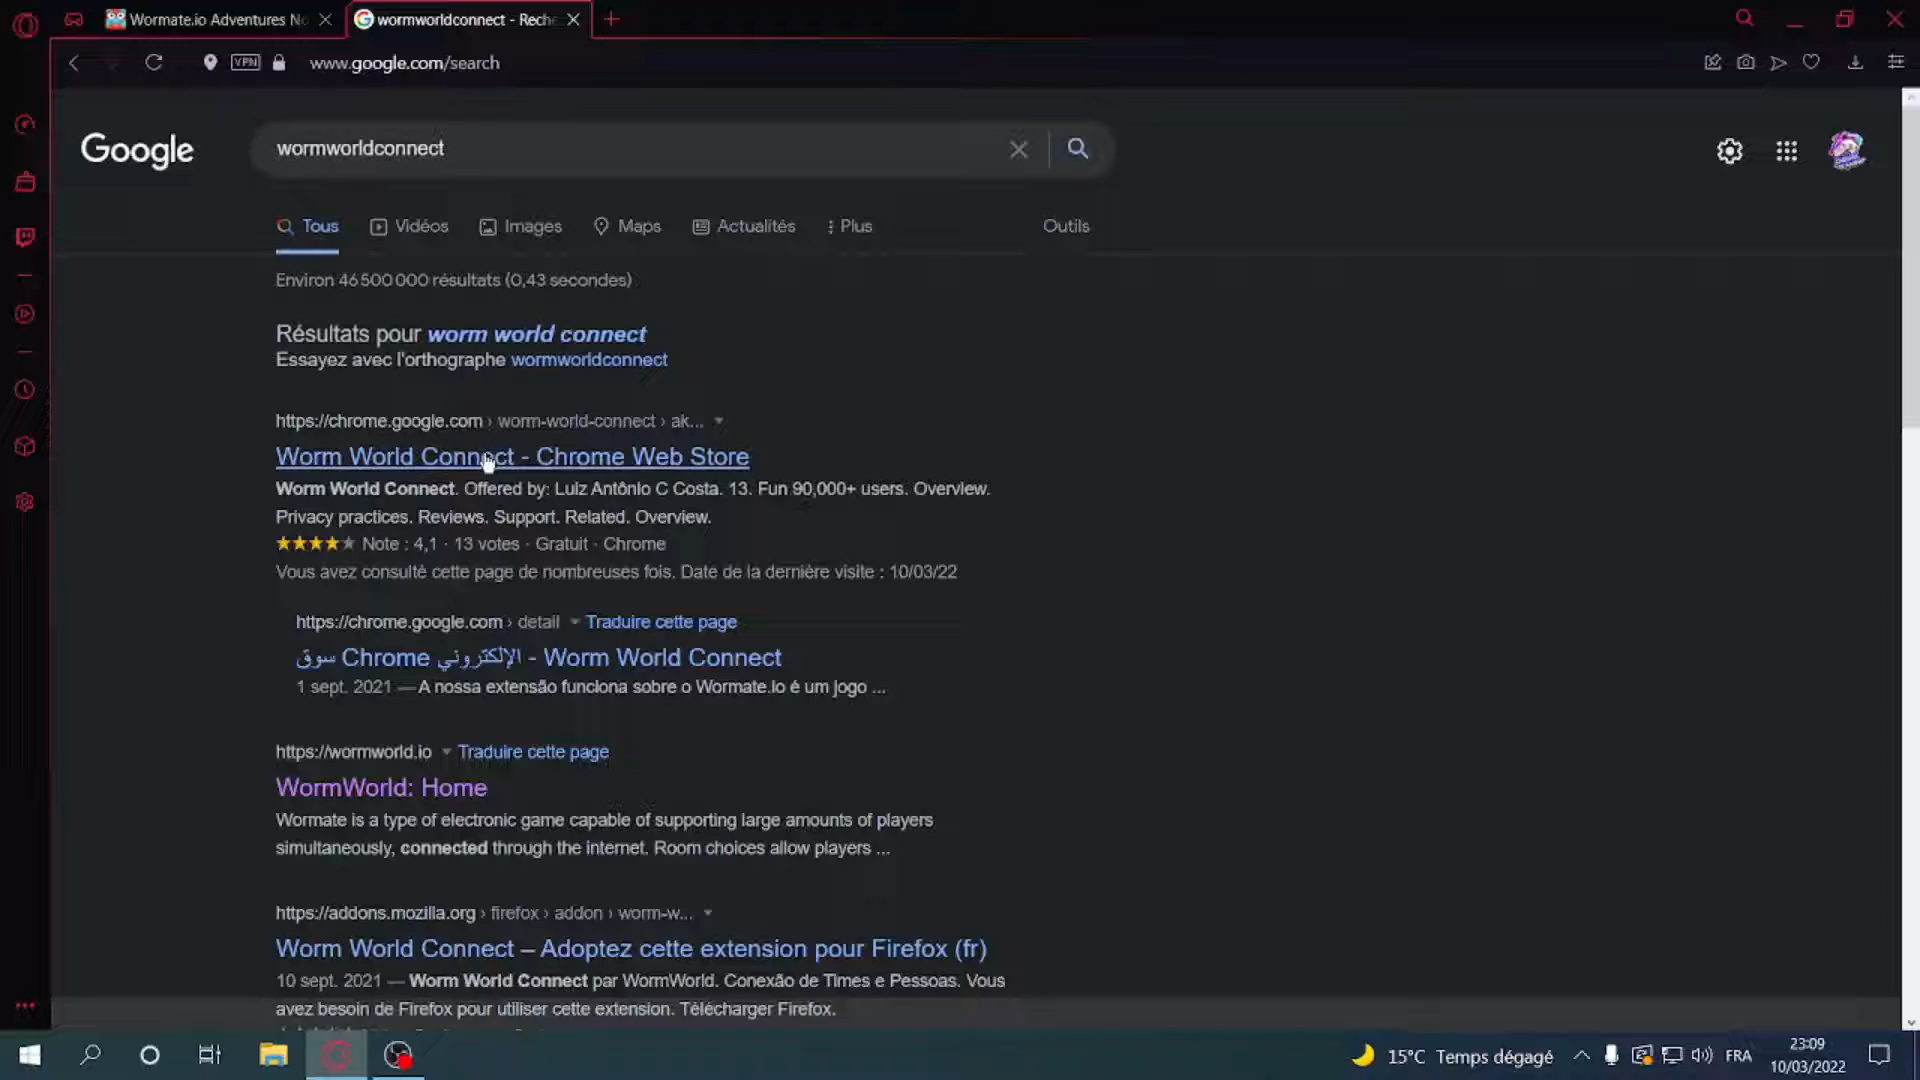 Wormate.io Adventures No
wormworldconnect - Reche
VPN
www.google.com/search
Google
wormworldconnect
Tous
Vidéos
Images
Maps
Actualités
Plus
Outils
Environ 46 500 000 résultats (0,43 secondes)
Résultats pour worm world connect
Essayez avec l'orthographe wormworldconnect
https://chrome.google.com › worm-world-connect › ak...
Worm World Connect - Chrome Web Store
Worm World Connect. Offered by: Luiz Antônio C Costa. 13. Fun 90,000+ users. Overview.
Privacy practices. Reviews. Support. Related. Overview.
Note : 4,1 · 13 votes · Gratuit · Chrome
Vous avez consulté cette page de nombreuses fois. Date de la dernière visite : 10/03/22
https://chrome.google.com › detail
Traduire cette page
سوق Chrome الإلكتروني - Worm World Connect
1 sept. 2021 — A nossa extensão funciona sobre o Wormate.io é um jogo ...
https://wormworld.io
Traduire cette page
WormWorld: Home
Wormate is a type of electronic game capable of supporting large amounts of players
simultaneously, connected through the internet. Room choices allow players ...
https://addons.mozilla.org › firefox › addon › worm-w...
Worm World Connect – Adoptez cette extension pour Firefox (fr)
10 sept. 2021 — Worm World Connect par WormWorld. Conexão de Times e Pessoas. Vous
avez besoin de Firefox pour utiliser cette extension. Télécharger Firefox.
15°C Temps dégagé
FRA
23:09
10/03/2022